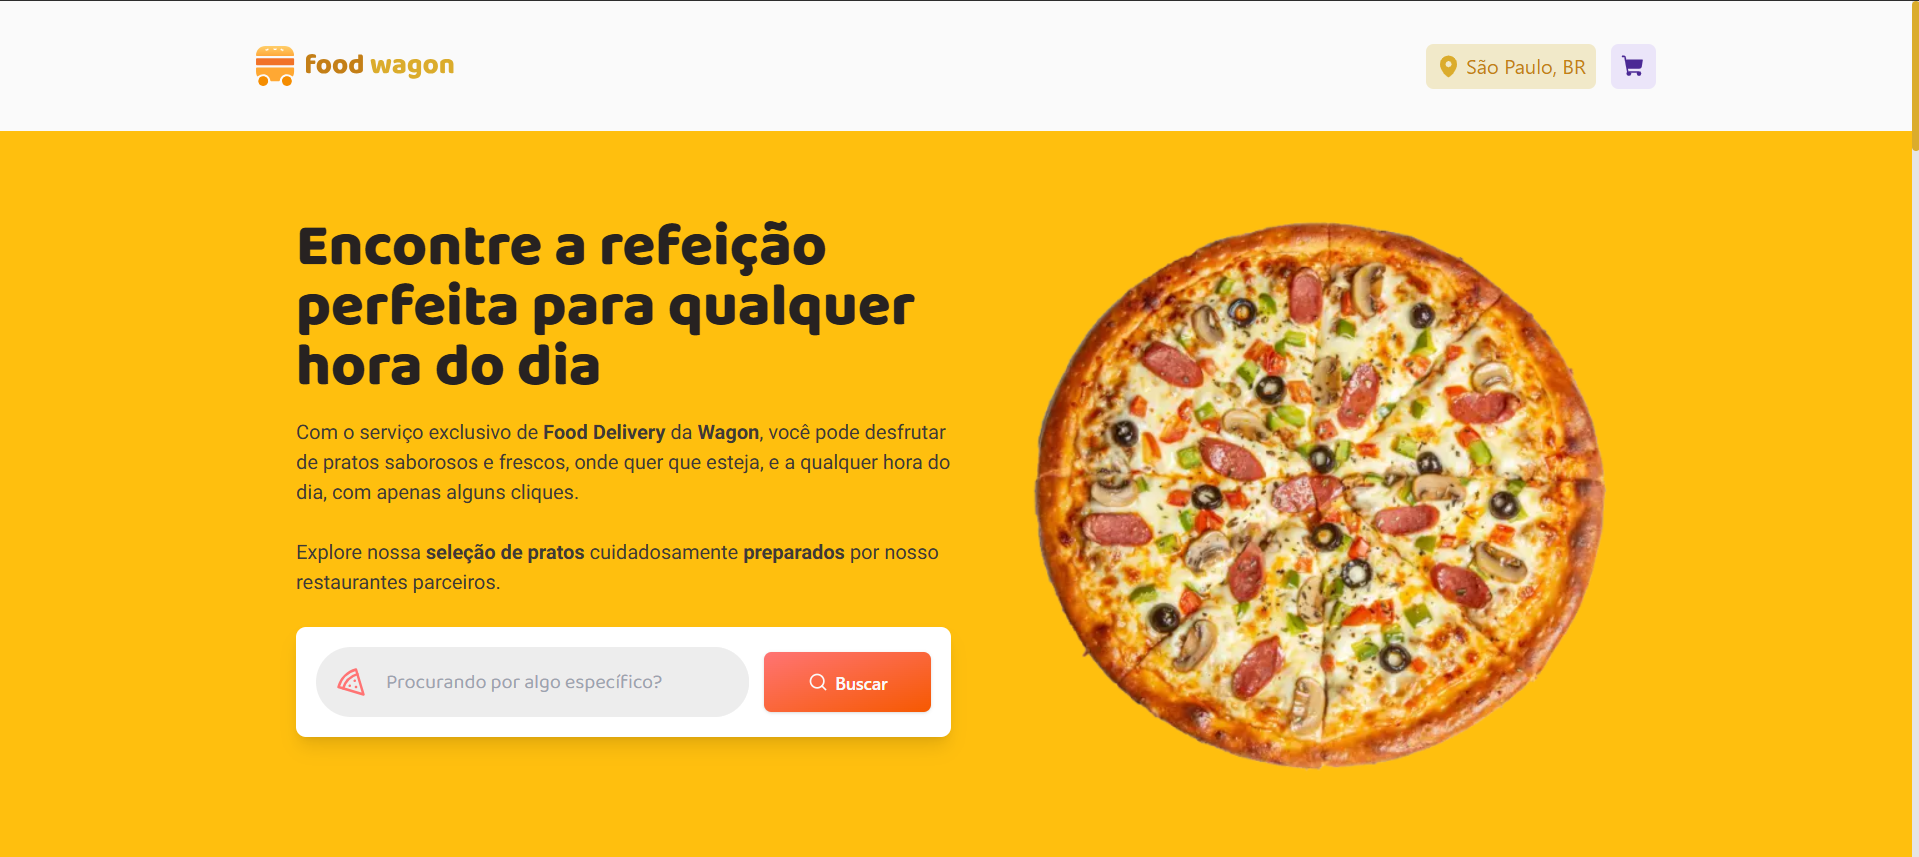 food wagon
São Paulo, BR
Encontre a refeição
perfeita para qualquer
hora do dia
Com o serviço exclusivo de Food Delivery da Wagon, você pode desfrutar
de pratos saborosos e frescos, onde quer que esteja, e a qualquer hora do
dia, com apenas alguns cliques.
Explore nossa seleção de pratos cuidadosamente preparados por nosso
restaurantes parceiros.
Procurando por algo específico?
Buscar